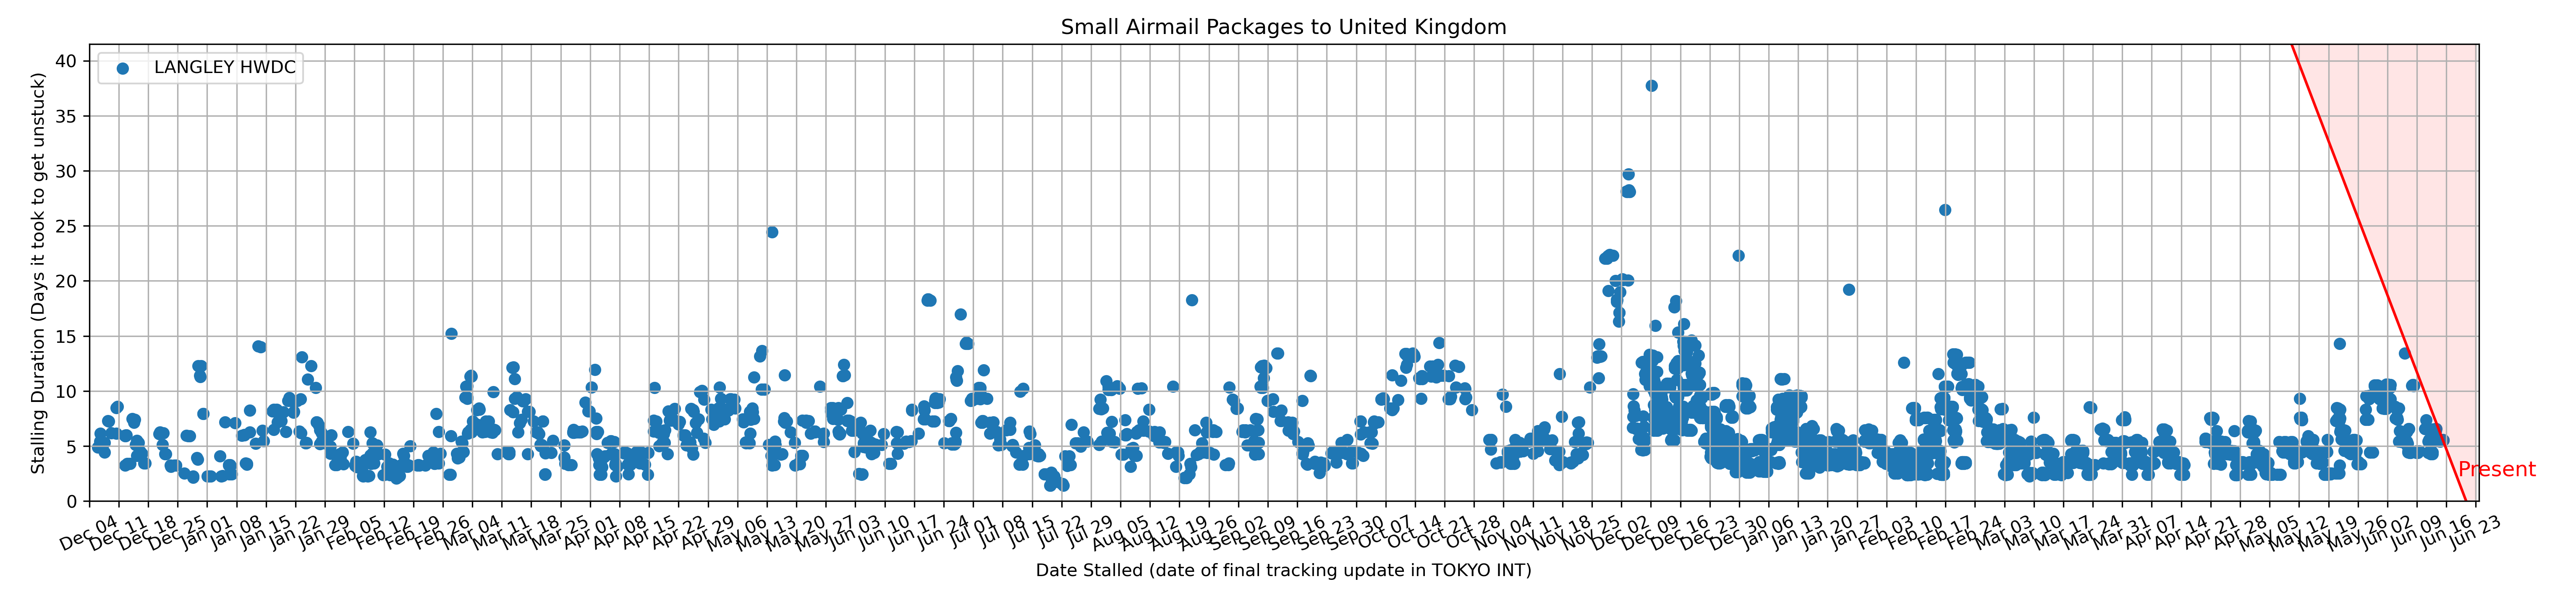 Small Airmail Packages to United Kingdom
LANGLEY HWDC
Stalling Duration (Days it took to get unstuck)
40
35
30
25
20
15
10
5
0
Present
Dec 04
Dec 11
Dec 18
Dec 25
Jan 01
Jan 08
Jan 15
Jan 22
Jan 29
Feb 05
Feb 12
Feb 19
Feb 26
Mar 04
Mar 11
Mar 18
Mar 25
Apr 01
Apr 08
Apr 15
Apr 22
Apr 29
May 06
May 13
May 20
May 27
Jun 03
Jun 10
Jun 17
Jun 24
Jul 01
Jul 08
Jul 15
Jul 22
Jul 29
Aug 05
Aug 12
Aug 19
Aug 26
Sep 02
Sep 09
Sep 16
Sep 23
Sep 30
Oct 07
Oct 14
Oct 21
Oct 28
Nov 04
Nov 11
Nov 18
Nov 25
Dec 02
Dec 09
Dec 16
Dec 23
Dec 30
Jan 06
Jan 13
Jan 20
Jan 27
Feb 03
Feb 10
Feb 17
Feb 24
Mar 03
Mar 10
Mar 17
Mar 24
Mar 31
Apr 07
Apr 14
Apr 21
Apr 28
May 05
May 12
May 19
May 26
Jun 02
Jun 09
Jun 16
Jun 23
Date Stalled (date of final tracking update in TOKYO INT)